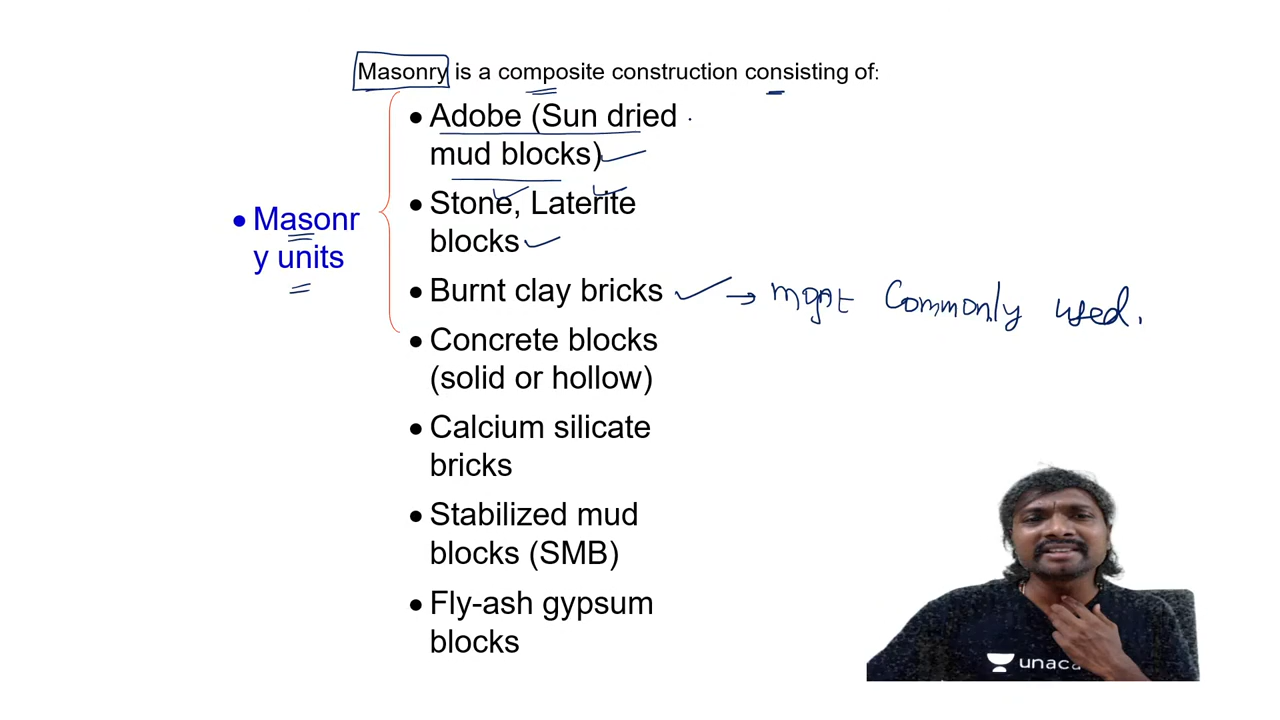 Masonry is a composite construction consisting of:
• Adobe (Sun dried
mud blocks)
• Stone, Laterite
blocks
• Masonr
y units
• Burnt clay bricks → most commonly used.
• Concrete blocks
(solid or hollow)
• Calcium silicate
bricks
• Stabilized mud
blocks (SMB)
• Fly-ash gypsum
blocks
unaca